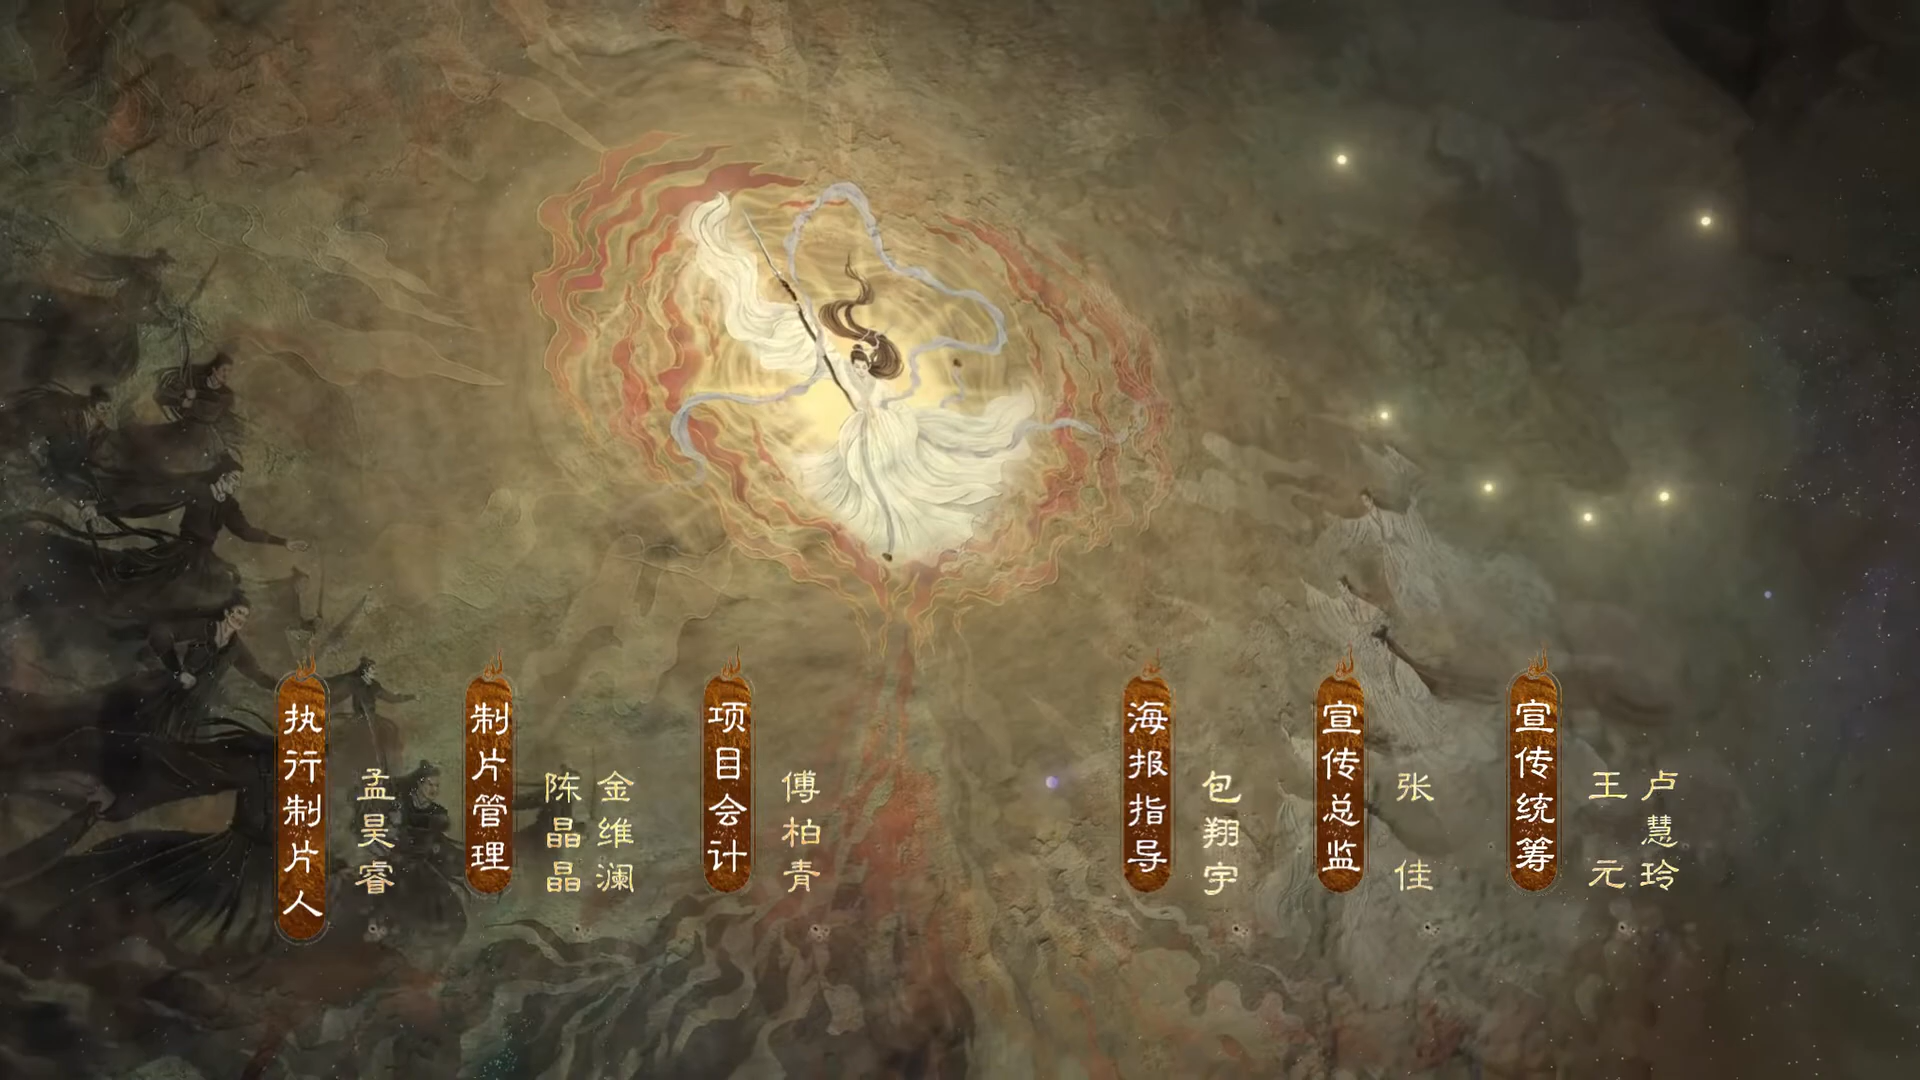 执行制片人
孟昊睿
制片管理
陈晶晶
金维澜
项目会计
傅柏青
海报指导
包翔宇
宣传总监
张佳
宣传统筹
王元
卢慧玲